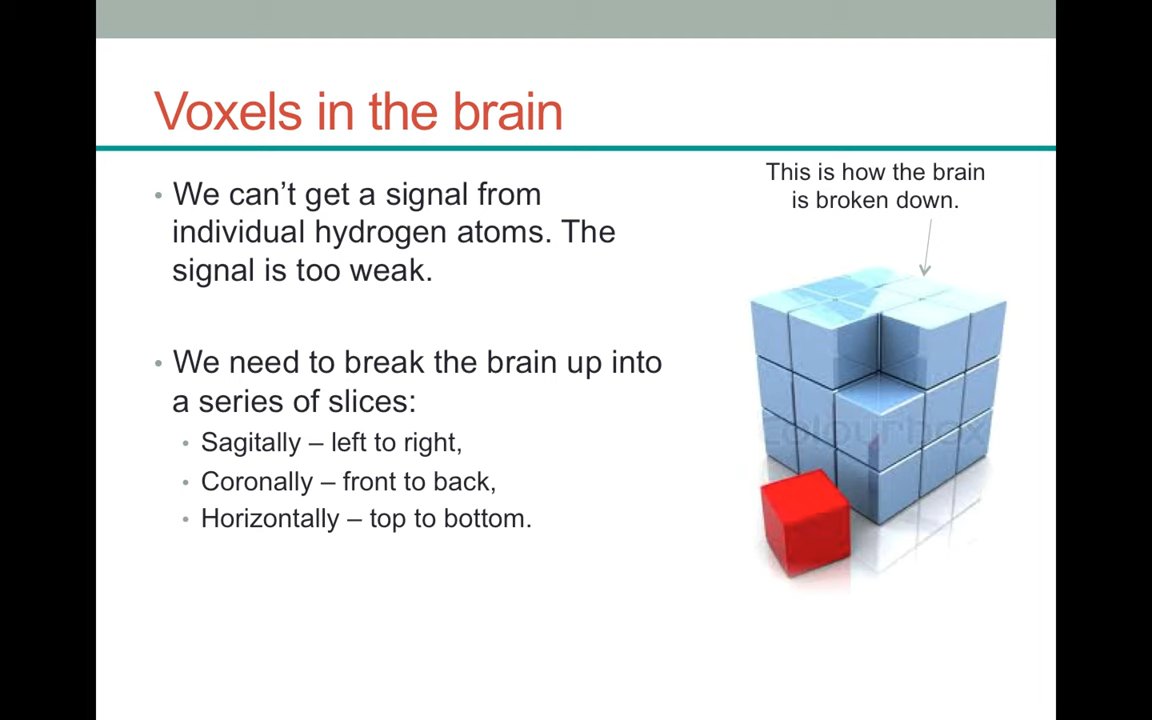 Voxels in the brain
• We can’t get a signal from
individual hydrogen atoms. The
signal is too weak.
• We need to break the brain up into
a series of slices:
• Sagitally – left to right,
• Coronally – front to back,
• Horizontally – top to bottom.
This is how the brain
is broken down.
colourbox